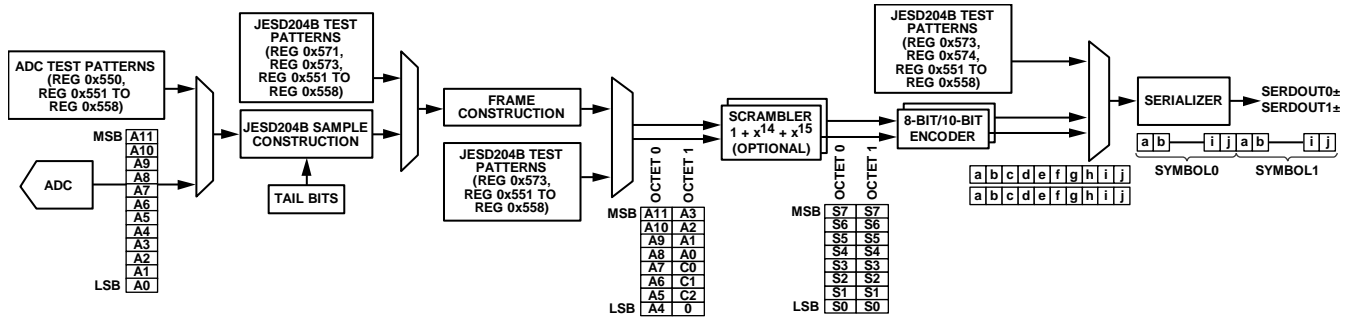 ADC TEST PATTERNS
(REG 0x550,
REG 0x551 TO
REG 0x558)
MSB
A11
A10
A9
A8
A7
A6
A5
A4
A3
A2
A1
LSB
A0
ADC
JESD204B TEST
PATTERNS
(REG 0x571,
REG 0x573,
REG 0x551 TO
REG 0x558)
JESD204B SAMPLE
CONSTRUCTION
TAIL BITS
FRAME
CONSTRUCTION
JESD204B TEST
PATTERNS
(REG 0x573,
REG 0x551 TO
REG 0x558)
OCTET 0
OCTET 1
MSB A11 A3
A10 A2
A9 A1
A8 A0
A7 C0
A6 C1
A5 C2
LSB A4 0
SCRAMBLER
1 + x14 + x15
(OPTIONAL)
OCTET 0
OCTET 1
MSB S7 S7
S6 S6
S5 S5
S4 S4
S3 S3
S2 S2
S1 S1
LSB S0 S0
JESD204B TEST
PATTERNS
(REG 0x573,
REG 0x574,
REG 0x551 TO
REG 0x558)
8-BIT/10-BIT
ENCODER
a b c d e f g h i j
a b c d e f g h i j
SERIALIZER
SERDOUT0±
SERDOUT1±
a b i j a b i j
SYMBOL0 SYMBOL1